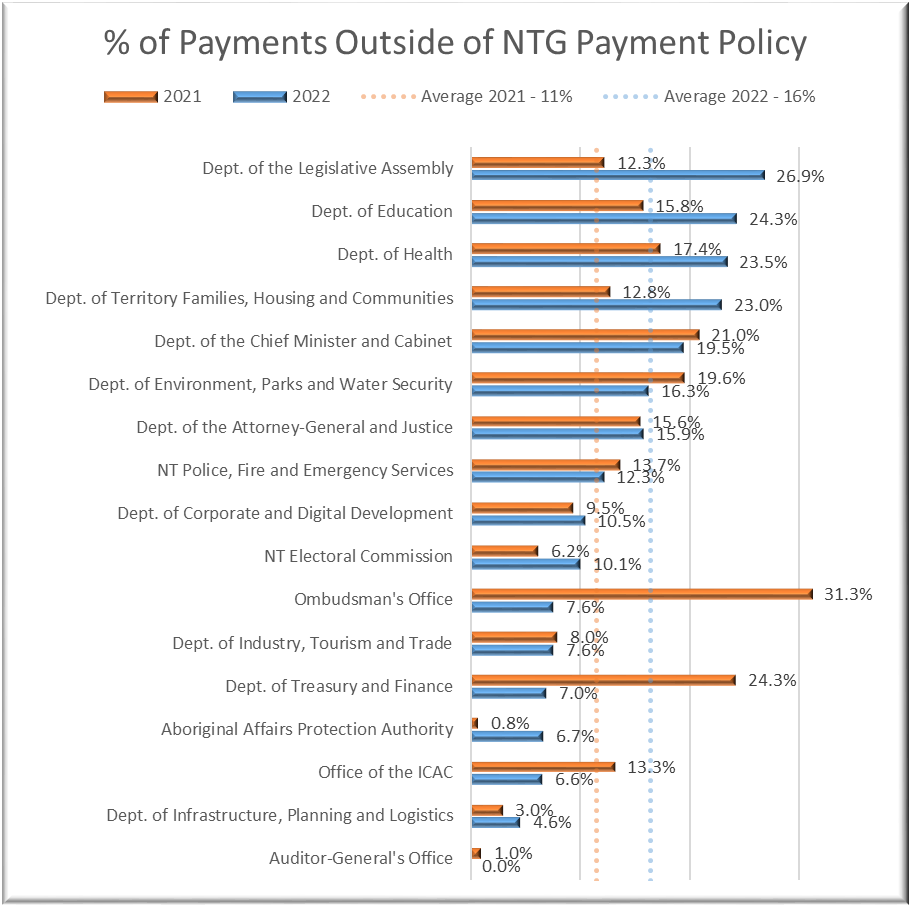 % of Payments Outside of NTG Payment Policy
2021 2022 Average 2021 - 11% Average 2022 - 16%
Dept. of the Legislative Assembly 12.3%
26.9%
Dept. of Education 15.8%
24.3%
Dept. of Health 17.4%
23.5%
Dept. of Territory Families, Housing and Communities 12.8%
23.0%
Dept. of the Chief Minister and Cabinet 21.0%
19.5%
Dept. of Environment, Parks and Water Security 19.6%
16.3%
Dept. of the Attorney-General and Justice 15.6%
15.9%
NT Police, Fire and Emergency Services 13.7%
12.3%
Dept. of Corporate and Digital Development 9.5%
10.5%
NT Electoral Commission 6.2%
10.1%
Ombudsman's Office 31.3%
7.6%
Dept. of Industry, Tourism and Trade 8.0%
7.6%
Dept. of Treasury and Finance 24.3%
7.0%
Aboriginal Affairs Protection Authority 0.8%
6.7%
Office of the ICAC 13.3%
6.6%
Dept. of Infrastructure, Planning and Logistics 3.0%
4.6%
Auditor-General's Office 1.0%
0.0%